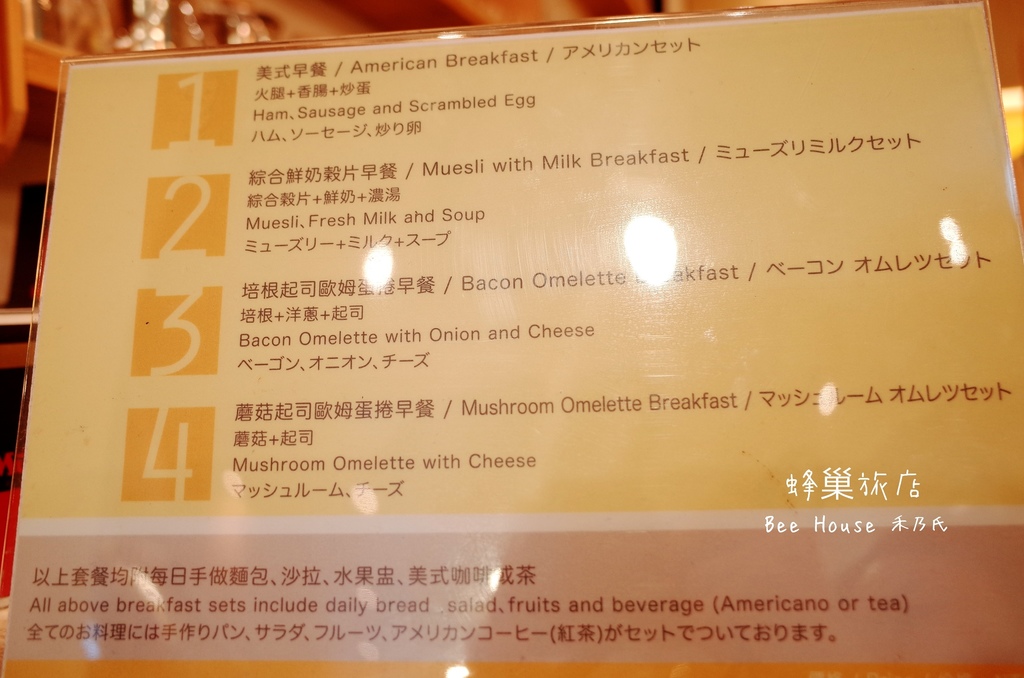 1
美式早餐 / American Breakfast / アメリカンセット
火腿+香腸+炒蛋
Ham、Sausage and Scrambled Egg
ハム、ソーセージ、炒り卵
2
綜合鮮奶穀片早餐 / Muesli with Milk Breakfast / ミューズリミルクセット
綜合穀片+鮮奶+濃湯
Muesli、Fresh Milk ahd Soup
ミューズリー+ミルク+スープ
3
培根起司歐姆蛋捲早餐 / Bacon Omelette Breakfast / ベーコン オムレツセット
培根+洋蔥+起司
Bacon Omelette with Onion and Cheese
ベーゴン、オニオン、チーズ
4
蘑菇起司歐姆蛋捲早餐 / Mushroom Omelette Breakfast / マッシュルーム オムレツセット
蘑菇+起司
Mushroom Omelette with Cheese
マッシュルーム、チーズ
蜂巢旅店
Bee House 禾乃氏
以上套餐均附每日手做麵包、沙拉、水果盅、美式咖啡或茶
All above breakfast sets include daily bread 、salad、fruits and beverage (Americano or tea)
全てのお料理には手作りパン、サラダ、フルーツ、アメリカンコーヒー(紅茶)がセットでついております。